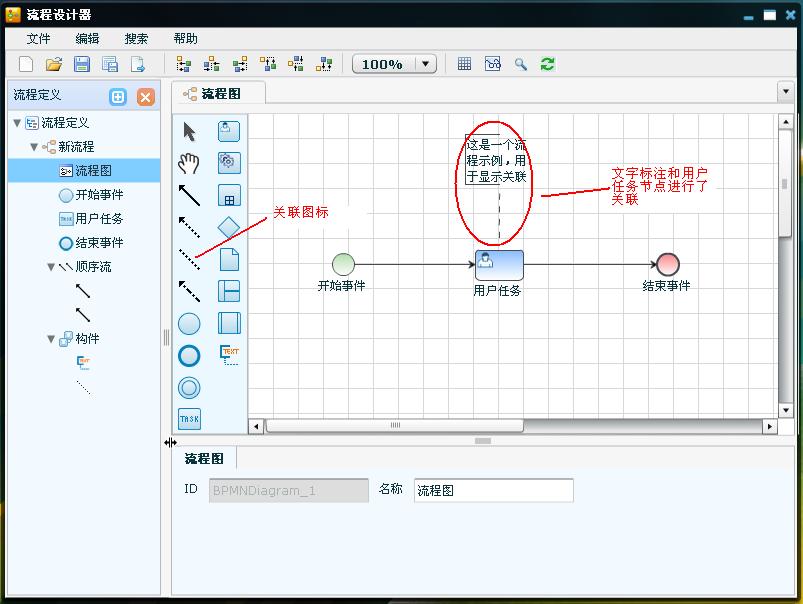 流程设计器
文件 编辑 搜索 帮助
100%
流程定义
流程图
流程定义
新流程
流程图
开始事件
用户任务
结束事件
顺序流
构件
TEXT
TASK
TEXT
TASK
关联图标
这是一个流
程示例，用
于显示关联
文字标注和用户
任务节点进行了
关联
开始事件
用户任务
结束事件
流程图
ID BPMNDiagram_1 名称 流程图